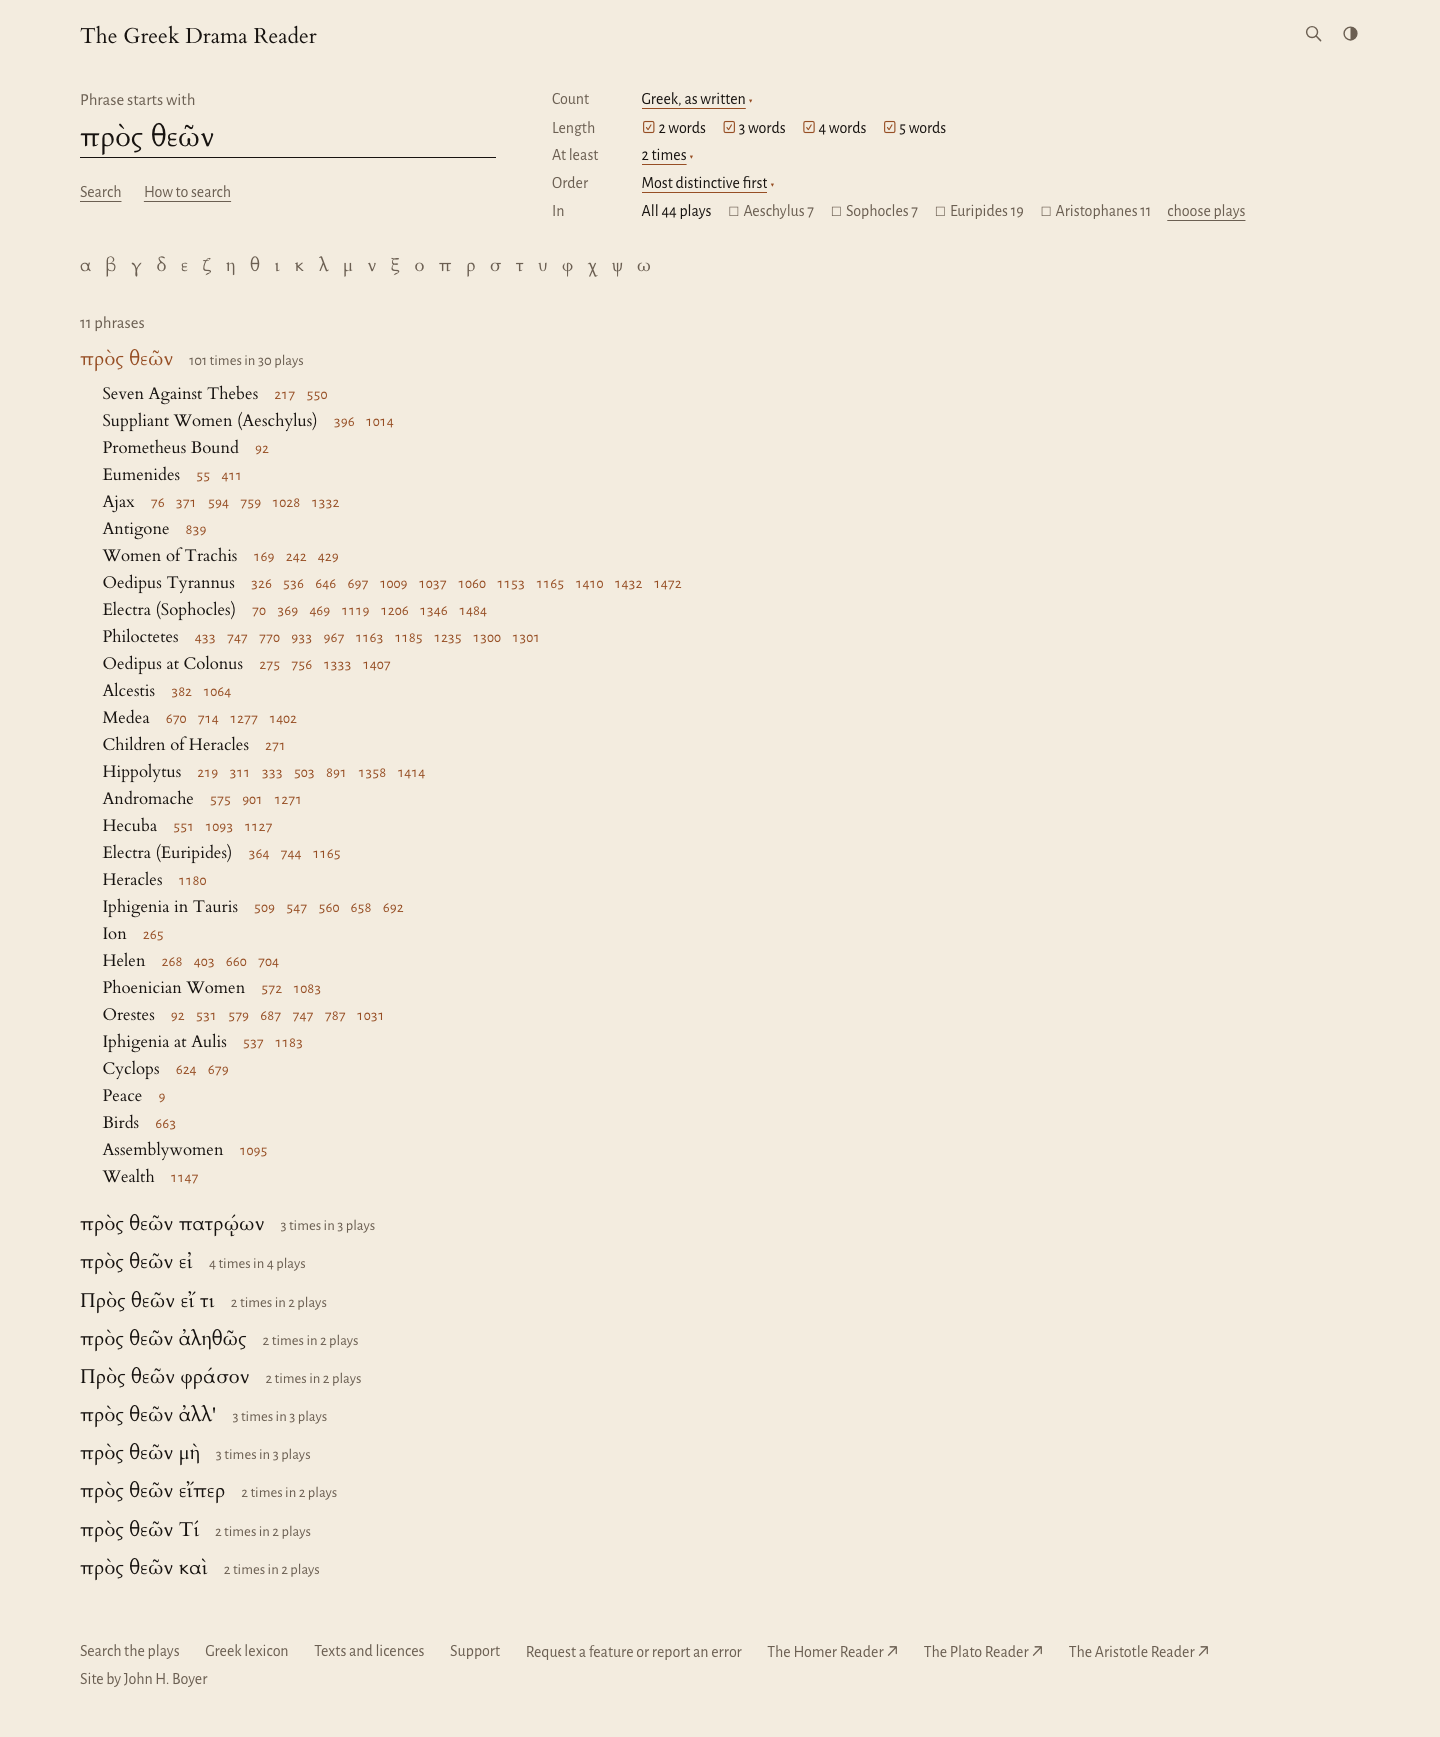 The Greek Drama Reader
Phrase starts with
πρὸς θεῶν
Search How to search
Count Greek, as written
Length 2 words 3 words 4 words 5 words
At least 2 times
Order Most distinctive first
In All 44 plays Aeschylus 7 Sophocles 7 Euripides 19 Aristophanes 11 choose plays
α β γ δ ε ζ η θ ι κ λ μ ν ξ ο π ρ σ τ υ φ χ ψ ω
11 phrases
πρὸς θεῶν 101 times in 30 plays
Seven Against Thebes 217 550
Suppliant Women (Aeschylus) 396 1014
Prometheus Bound 92
Eumenides 55 411
Ajax 76 371 594 759 1028 1332
Antigone 839
Women of Trachis 169 242 429
Oedipus Tyrannus 326 536 646 697 1009 1037 1060 1153 1165 1410 1432 1472
Electra (Sophocles) 70 369 469 1119 1206 1346 1484
Philoctetes 433 747 770 933 967 1163 1185 1235 1300 1301
Oedipus at Colonus 275 756 1333 1407
Alcestis 382 1064
Medea 670 714 1277 1402
Children of Heracles 271
Hippolytus 219 311 333 503 891 1358 1414
Andromache 575 901 1271
Hecuba 551 1093 1127
Electra (Euripides) 364 744 1165
Heracles 1180
Iphigenia in Tauris 509 547 560 658 692
Ion 265
Helen 268 403 660 704
Phoenician Women 572 1083
Orestes 92 531 579 687 747 787 1031
Iphigenia at Aulis 537 1183
Cyclops 624 679
Peace 9
Birds 663
Assemblywomen 1095
Wealth 1147
πρὸς θεῶν πατρῴων 3 times in 3 plays
πρὸς θεῶν εἰ 4 times in 4 plays
Πρὸς θεῶν εἴ τι 2 times in 2 plays
πρὸς θεῶν ἀληθῶς 2 times in 2 plays
Πρὸς θεῶν φράσον 2 times in 2 plays
πρὸς θεῶν ἀλλ' 3 times in 3 plays
πρὸς θεῶν μὴ 3 times in 3 plays
πρὸς θεῶν εἴπερ 2 times in 2 plays
πρὸς θεῶν Τί 2 times in 2 plays
πρὸς θεῶν καὶ 2 times in 2 plays
Search the plays Greek lexicon Texts and licences Support Request a feature or report an error The Homer Reader The Plato Reader The Aristotle Reader
Site by John H. Boyer